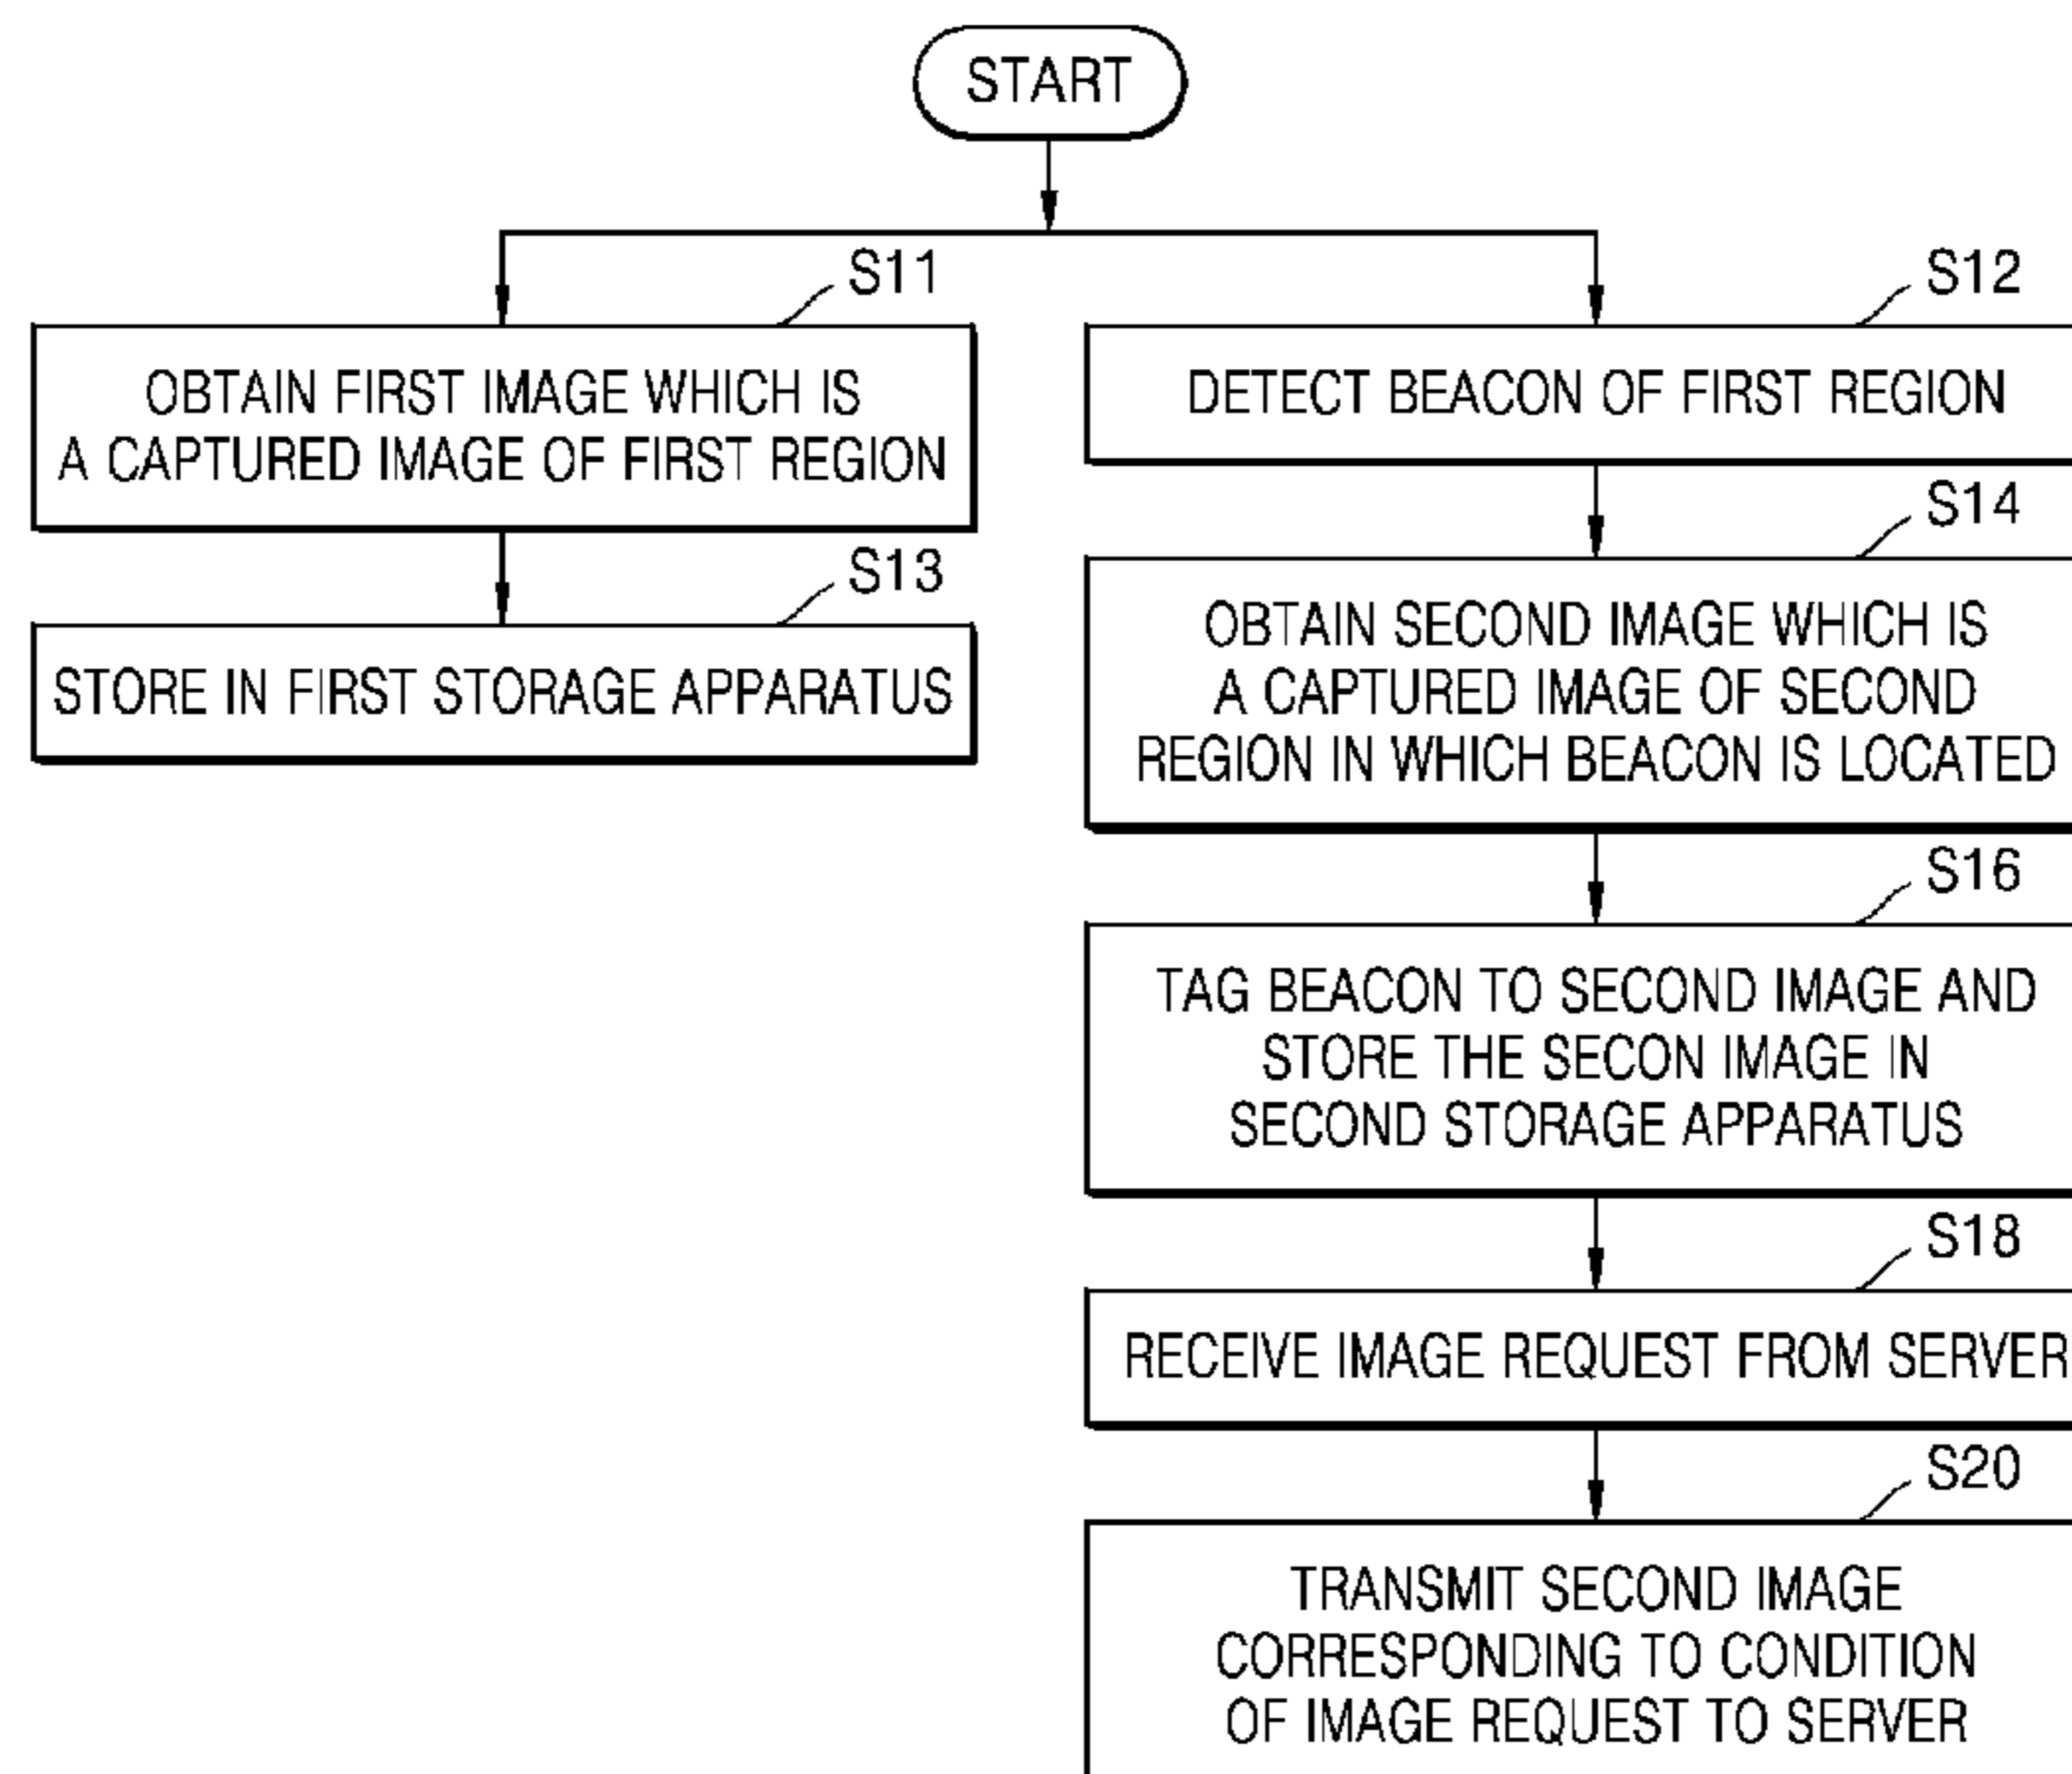 START
S11
OBTAIN FIRST IMAGE WHICH IS
A CAPTURED IMAGE OF FIRST REGION
S13
STORE IN FIRST STORAGE APPARATUS
S12
DETECT BEACON OF FIRST REGION
S14
OBTAIN SECOND IMAGE WHICH IS
A CAPTURED IMAGE OF SECOND
REGION IN WHICH BEACON IS LOCATED
S16
TAG BEACON TO SECOND IMAGE AND
STORE THE SECON IMAGE IN
SECOND STORAGE APPARATUS
S18
RECEIVE IMAGE REQUEST FROM SERVER
S20
TRANSMIT SECOND IMAGE
CORRESPONDING TO CONDITION
OF IMAGE REQUEST TO SERVER